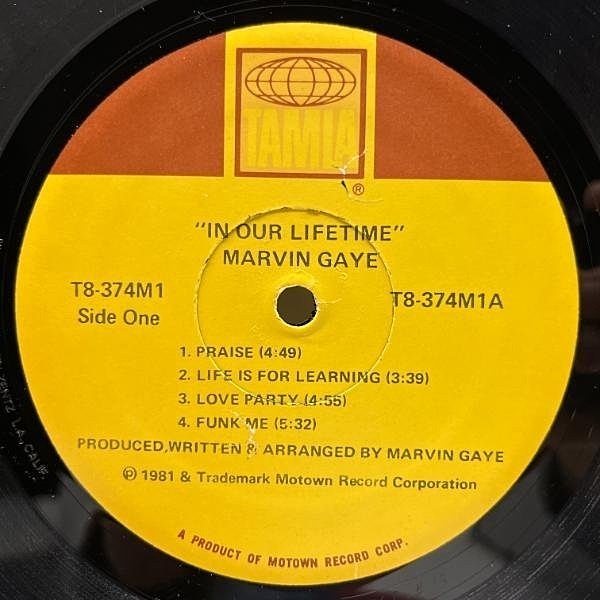 TAMLA
®
"IN OUR LIFETIME"
MARVIN GAYE
T8-374M1
Side One
T8-374M1A
1. PRAISE (4:49)
2. LIFE IS FOR LEARNING (3:39)
3. LOVE PARTY (4:55)
4. FUNK ME (5:32)
PRODUCED, WRITTEN & ARRANGED BY MARVIN GAYE
℗ 1981 & Trademark Motown Record Corporation
A PRODUCT OF MOTOWN RECORD CORP.